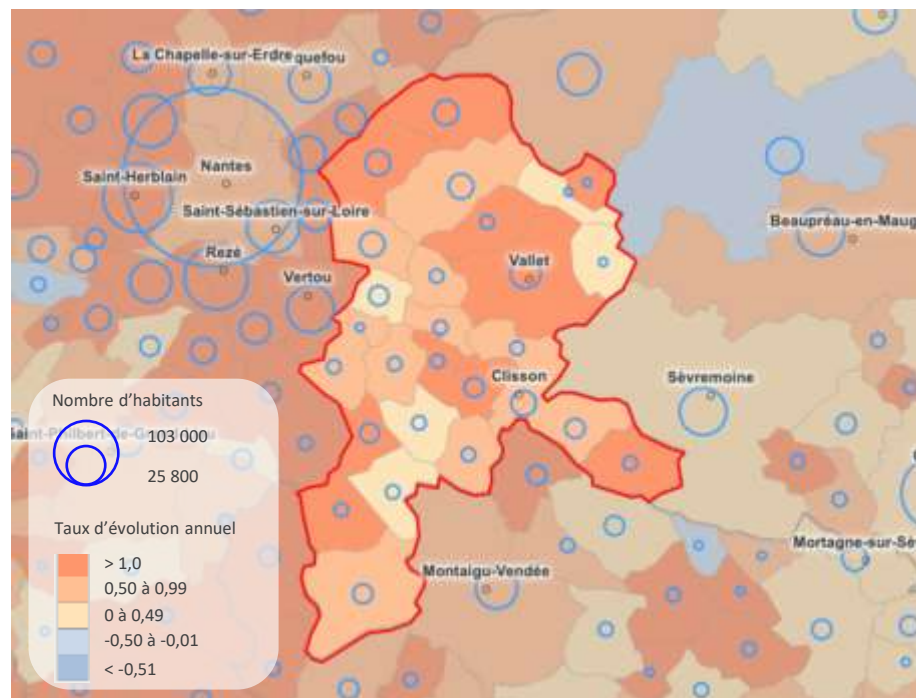 La Chapelle-sur-Erdre
quefou
Nantes
Saint-Herblain
Saint-Sébastien-sur-Loire
Beaupréau-en-Maug
Rezé
Vertou
Vallet
Clisson
Sèvremoine
Nombre d'habitants
103 000
25 800
Taux d'évolution annuel
> 1,0
0,50 à 0,99
0 à 0,49
-0,50 à -0,01
< -0,51
Montaigu-Vendée
Mortagne-sur-Sèv